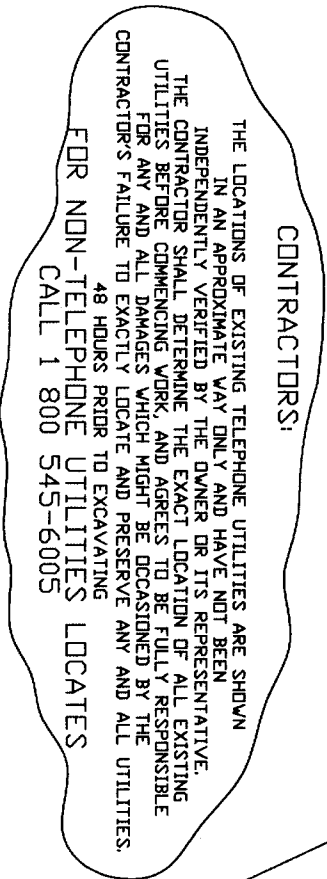 CONTRACTORS:
THE LOCATIONS OF EXISTING TELEPHONE UTILITIES ARE SHOWN
IN AN APPROXIMATE WAY ONLY AND HAVE NOT BEEN
INDEPENDENTLY VERIFIED BY THE OWNER OR ITS REPRESENTATIVE.
THE CONTRACTOR SHALL DETERMINE THE EXACT LOCATION OF ALL EXISTING
UTILITIES BEFORE COMMENCING WORK, AND AGREES TO BE FULLY RESPONSIBLE
FOR ANY AND ALL DAMAGES WHICH MIGHT BE OCCASIONED BY THE
CONTRACTOR'S FAILURE TO EXACTLY LOCATE AND PRESERVE ANY AND ALL UTILITIES.
48 HOURS PRIOR TO EXCAVATING
FOR NON-TELEPHONE UTILITIES LOCATES
CALL 1 800 545-6005